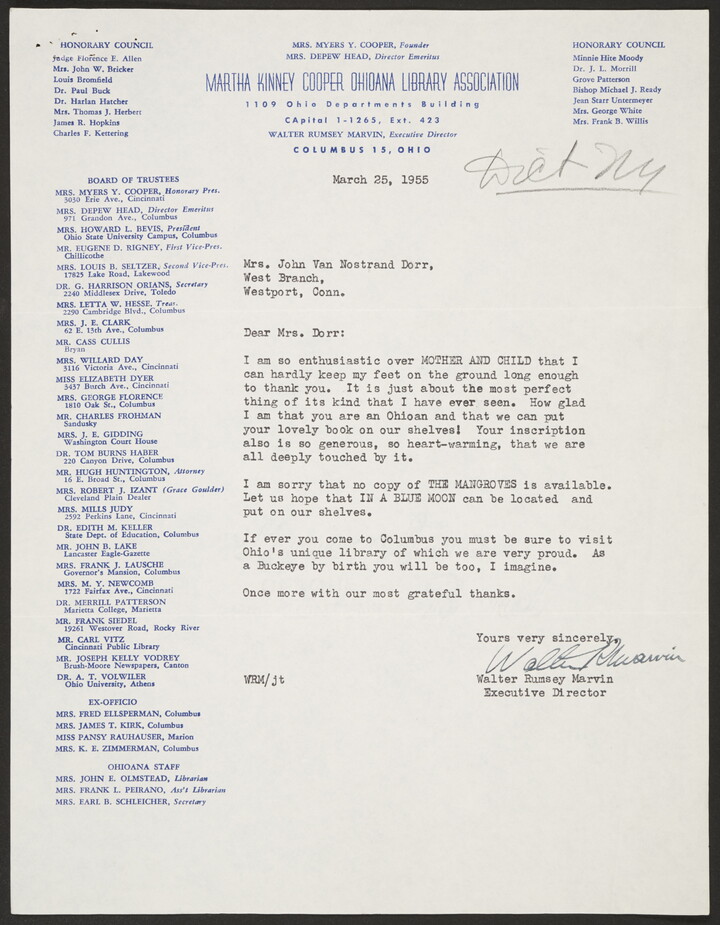 HONORARY COUNCIL
Judge Florence E. Allen
Mrs. John W. Bricker
Louis Bromfield
Dr. Paul Buck
Dr. Harlan Hatcher
Mrs. Thomas J. Herbert
James R. Hopkins
Charles F. Kettering
MRS. MYERS Y. COOPER, Founder
MRS. DEPEW HEAD, Director Emeritus
MARTHA KINNEY COOPER OHIOANA LIBRARY ASSOCIATION
1109 Ohio Departments Building
CApital 1-1265, Ext. 423
WALTER RUMSEY MARVIN, Executive Director
COLUMBUS 15, OHIO
HONORARY COUNCIL
Minnie Hite Moody
Dr. J. L. Morrill
Grove Patterson
Bishop Michael J. Ready
Jean Starr Untermeyer
Mrs. George White
Mrs. Frank B. Willis
BOARD OF TRUSTEES
MRS. MYERS Y. COOPER, Honorary Pres.
3030 Erie Ave., Cincinnati
MRS. DEPEW HEAD, Director Emeritus
971 Grandon Ave., Columbus
MRS. HOWARD L. BEVIS, President
Ohio State University Campus, Columbus
MR. EUGENE D. RIGNEY, First Vice-Pres.
Chillicothe
MRS. LOUIS B. SELTZER, Second Vice-Pres.
17825 Lake Road, Lakewood
DR. G. HARRISON ORIANS, Secretary
2240 Middlesex Drive, Toledo
MRS. LETTA W. HESSE, Treas.
2290 Cambridge Blvd., Columbus
MRS. J. E. CLARK
62 E. 13th Ave., Columbus
MR. CASS CULLIS
Bryan
MRS. WILLARD DAY
3116 Victoria Ave., Cincinnati
MISS ELIZABETH DYER
3437 Burch Ave., Cincinnati
MRS. GEORGE FLORENCE
1810 Oak St., Columbus
MR. CHARLES FROHMAN
Sandusky
MRS. J. E. GIDDING
Washington Court House
DR. TOM BURNS HABER
220 Canyon Drive, Columbus
MR. HUGH HUNTINGTON, Attorney
16 E. Broad St., Columbus
MRS. ROBERT J. IZANT (Grace Goulder)
Cleveland Plain Dealer
MRS. MILLS JUDY
2592 Perkins Lane, Cincinnati
DR. EDITH M. KELLER
State Dept. of Education, Columbus
MR. JOHN B. LAKE
Lancaster Eagle-Gazette
MRS. FRANK J. LAUSCHE
Governor's Mansion, Columbus
MRS. M. Y. NEWCOMB
1722 Fairfax Ave., Cincinnati
DR. MERRILL PATTERSON
Marietta College, Marietta
MR. FRANK SIEDEL
19261 Westover Road, Rocky River
MR. CARL VITZ
Cincinnati Public Library
MR. JOSEPH KELLY VODREY
Brush-Moore Newspapers, Canton
DR. A. T. VOLWILER
Ohio University, Athens
EX-OFFICIO
MRS. FRED ELLSPERMAN, Columbus
MRS. JAMES T. KIRK, Columbus
MISS PANSY RAUHAUSER, Marion
MRS. K. E. ZIMMERMAN, Columbus
OHIOANA STAFF
MRS. JOHN E. OLMSTEAD, Librarian
MRS. FRANK L. PEIRANO, Ass't Librarian
MRS. EARL B. SCHLEICHER, Secretary
March 25, 1955
Mrs. John Van Nostrand Dorr,
West Branch,
Westport, Conn.
Dear Mrs. Dorr:
I am so enthusiastic over MOTHER AND CHILD that I
can hardly keep my feet on the ground long enough
to thank you. It is just about the most perfect
thing of its kind that I have ever seen. How glad
I am that you are an Ohioan and that we can put
your lovely book on our shelves! Your inscription
also is so generous, so heart-warming, that we are
all deeply touched by it.
I am sorry that no copy of THE MANGROVES is available.
Let us hope that IN A BLUE MOON can be located and
put on our shelves.
If ever you come to Columbus you must be sure to visit
Ohio's unique library of which we are very proud. As
a Buckeye by birth you will be too, I imagine.
Once more with our most grateful thanks.
Yours very sincerely,
Walter R Marvin
Walter Rumsey Marvin
Executive Director
WRM/jt